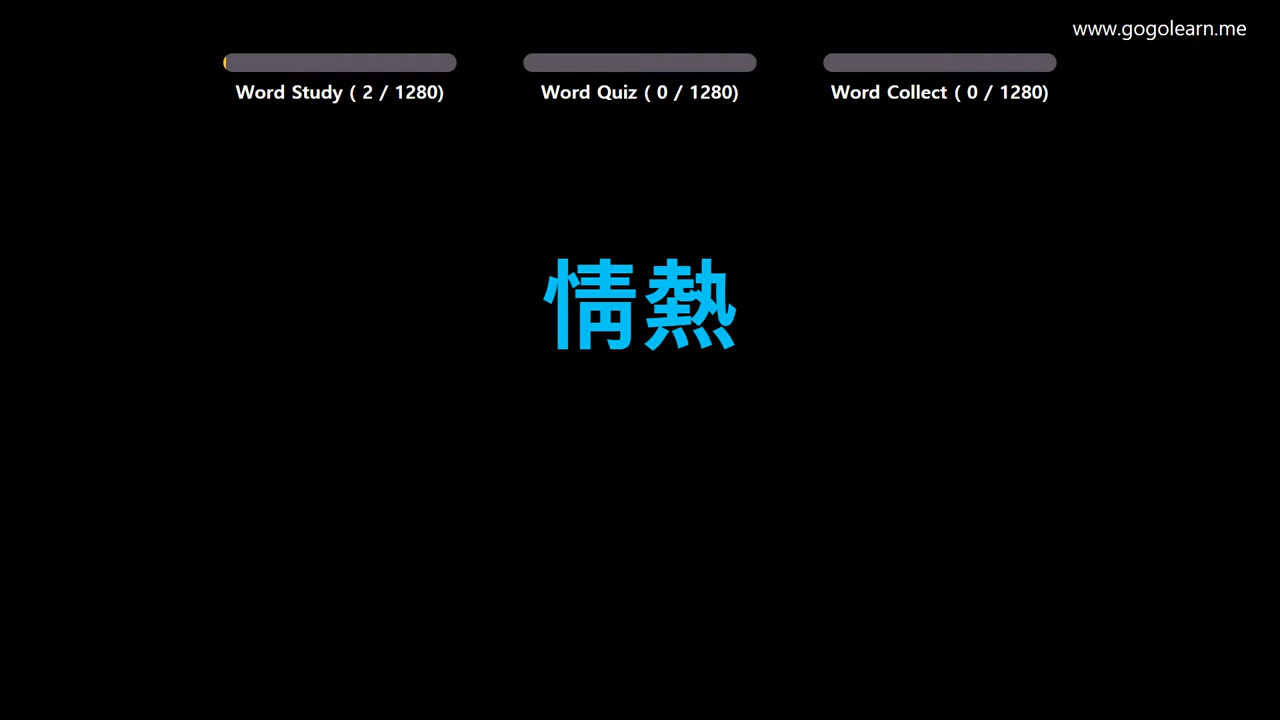 www.gogolearn.me
Word Study ( 2 / 1280)
Word Quiz ( 0 / 1280)
Word Collect ( 0 / 1280)
情熱